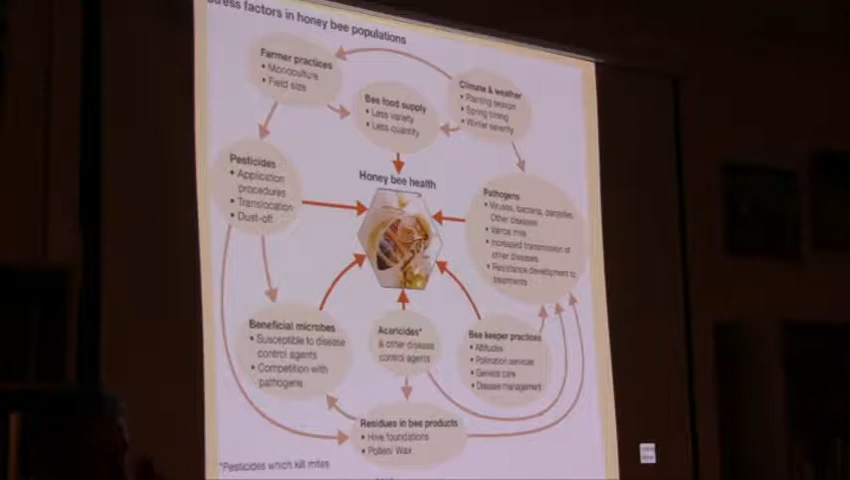 stress factors in honey bee populations
Farmer practices
• Monoculture
• Field size
Climate & weather
• Planting season
• Spring timing
• Winter severity
Bee food supply
• Less variety
• Less quantity
Pesticides
• Application
procedures
• Translocation
• Dust-off
Honey bee health
Pathogens
• Viruses, bacteria, parasites
Other diseases
• Varroa mite
• Increased transmission of
other diseases
• Resistance development to
treatments
Beneficial microbes
• Susceptible to disease
control agents
• Competition with
pathogens
Acaricides*
& other disease
control agents
Bee keeper practices
• Attitudes
• Pollination services
• General care
• Disease management
Residues in bee products
• Hive foundations
• Pollen/ Wax
*Pesticides which kill mites